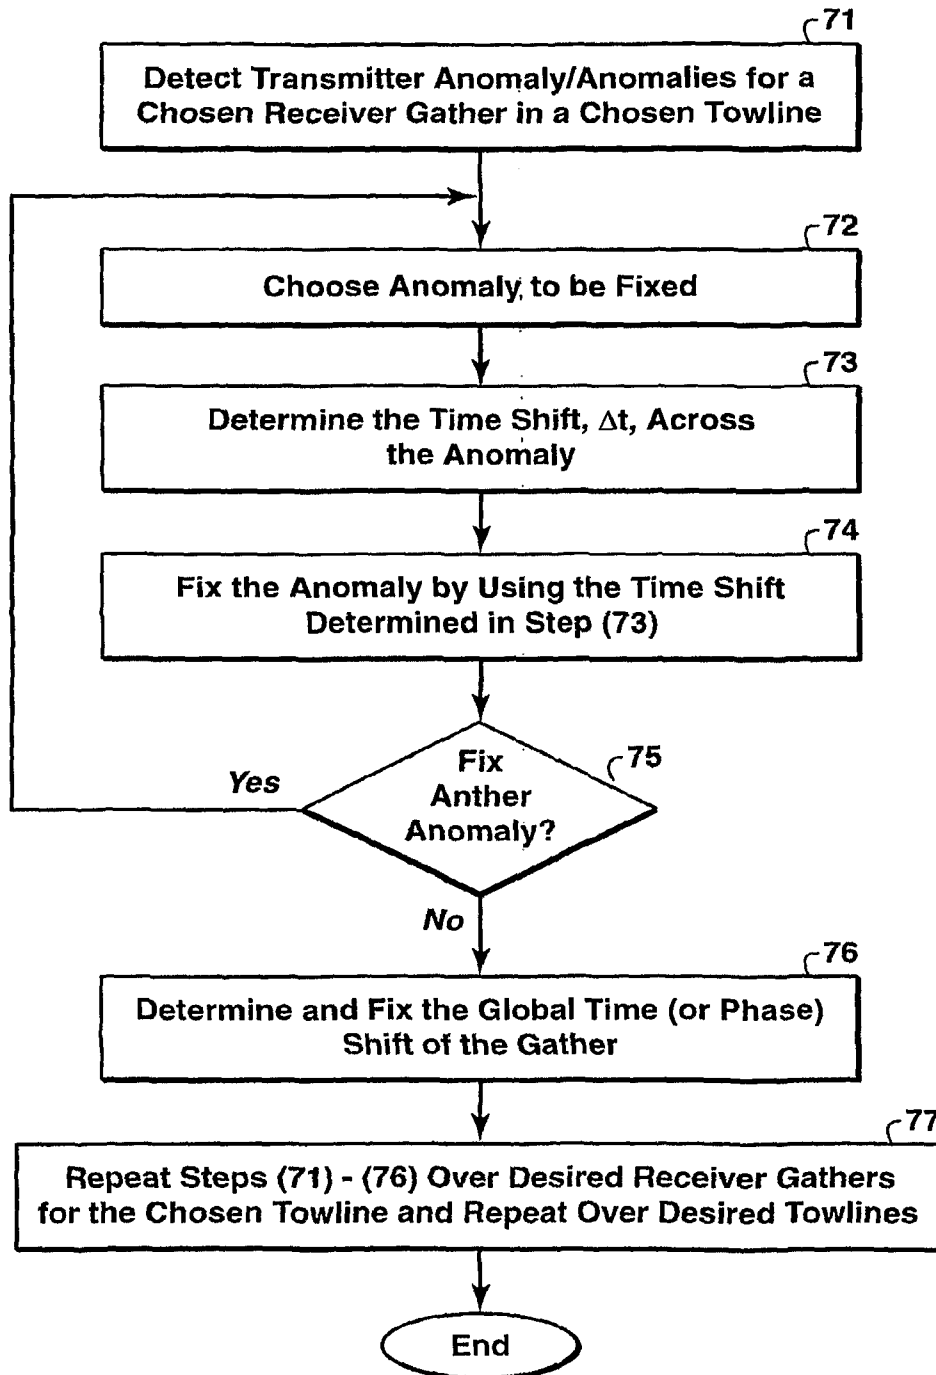 71
Detect Transmitter Anomaly/Anomalies for a
Chosen Receiver Gather in a Chosen Towline
72
Choose Anomaly to be Fixed
73
Determine the Time Shift, Δt, Across
the Anomaly
74
Fix the Anomaly by Using the Time Shift
Determined in Step (73)
75
Fix
Anther
Anomaly?
Yes
No
76
Determine and Fix the Global Time (or Phase)
Shift of the Gather
77
Repeat Steps (71) - (76) Over Desired Receiver Gathers
for the Chosen Towline and Repeat Over Desired Towlines
End